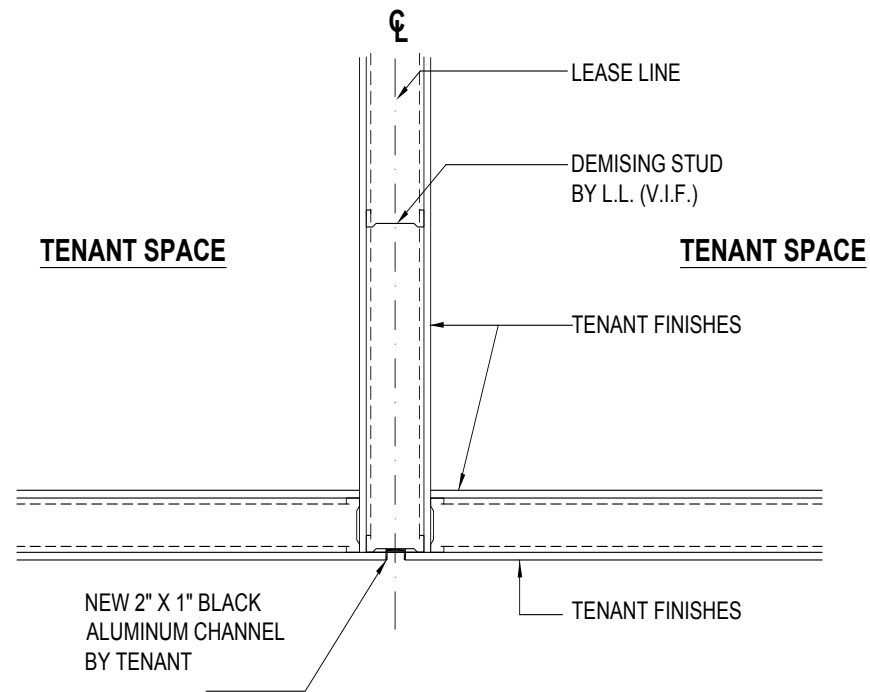 ℄
LEASE LINE
DEMISING STUD
BY L.L. (V.I.F.)
TENANT SPACE
TENANT SPACE
TENANT FINISHES
NEW 2" X 1" BLACK
ALUMINUM CHANNEL
BY TENANT
TENANT FINISHES